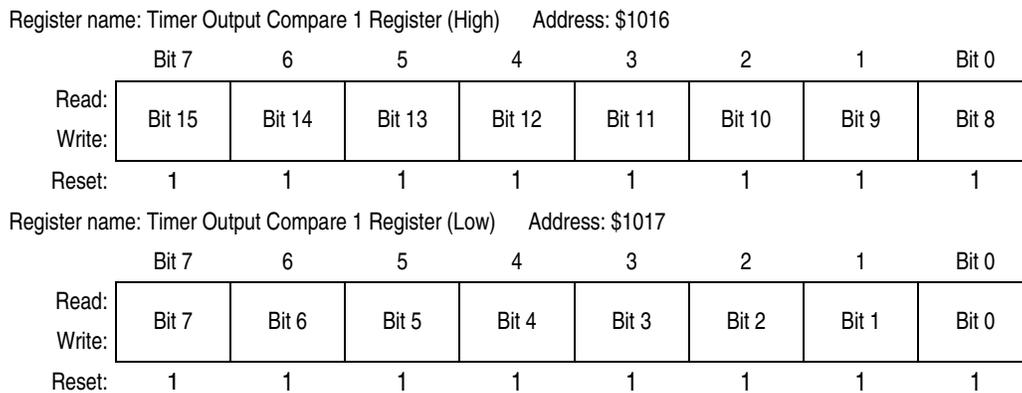 Register name: Timer Output Compare 1 Register (High) Address: $1016
Bit 7 6 5 4 3 2 1 Bit 0
Read:
Bit 15 Bit 14 Bit 13 Bit 12 Bit 11 Bit 10 Bit 9 Bit 8
Write:
Reset: 1 1 1 1 1 1 1 1
Register name: Timer Output Compare 1 Register (Low) Address: $1017
Bit 7 6 5 4 3 2 1 Bit 0
Read:
Bit 7 Bit 6 Bit 5 Bit 4 Bit 3 Bit 2 Bit 1 Bit 0
Write:
Reset: 1 1 1 1 1 1 1 1